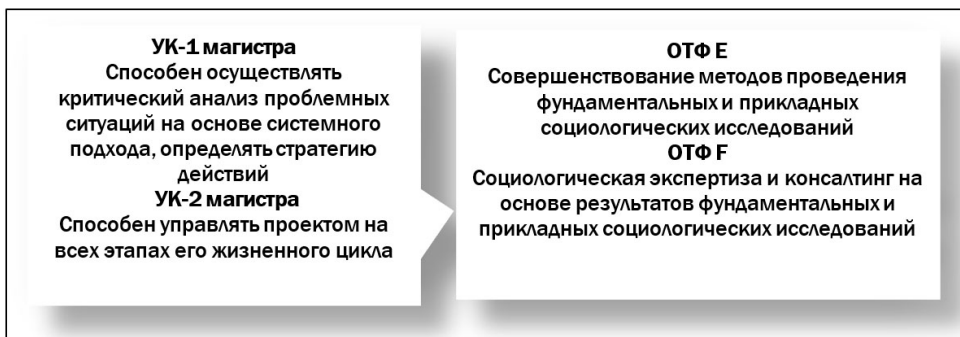 УК-1 магистра
Способен осуществлять
критический анализ проблемных
ситуаций на основе системного
подхода, определять стратегию
действий
УК-2 магистра
Способен управлять проектом на
всех этапах его жизненного цикла
ОТФ E
Совершенствование методов проведения
фундаментальных и прикладных
социологических исследований
ОТФ F
Социологическая экспертиза и консалтинг на
основе результатов фундаментальных и
прикладных социологических исследований